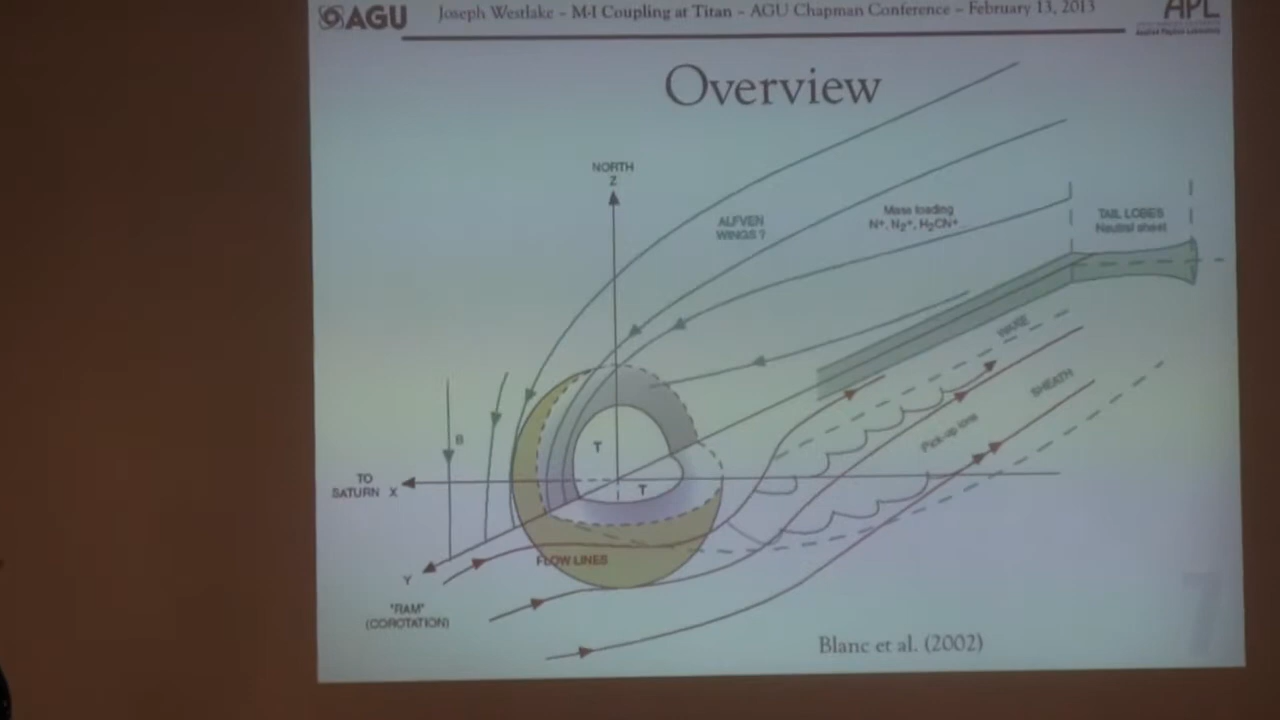 AGU
Joseph Westlake – M-I Coupling at Titan – AGU Chapman Conference – February 13, 2013
APL
Overview
NORTH
Z
ALFVEN
WINGS ?
Mass loading
N⁺, N₂⁺, H₂CN⁺
TAIL LOBES
Neutral sheet
WAKE
SHEATH
Pick-up ions
B
T
T
TO
SATURN X
Y
FLOW LINES
"RAM"
(COROTATION)
Blanc et al. (2002)
7